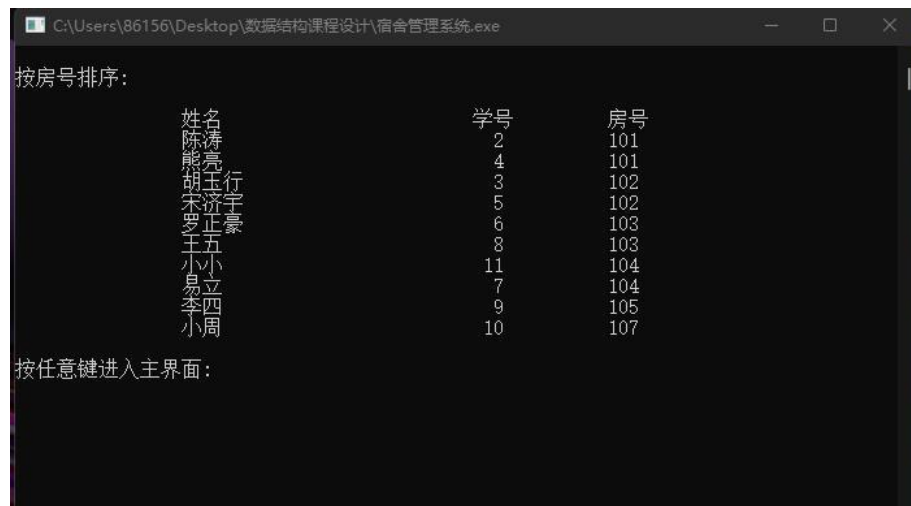 C:\Users\86156\Desktop\数据结构课程设计\宿舍管理系统.exe
按房号排序:
姓名 学号 房号
陈涛 2 101
熊亮 4 101
胡玉行 3 102
宋济宇 5 102
罗正豪 6 103
王五 8 103
小小 11 104
易立 7 104
李四 9 105
小周 10 107
按任意键进入主界面: